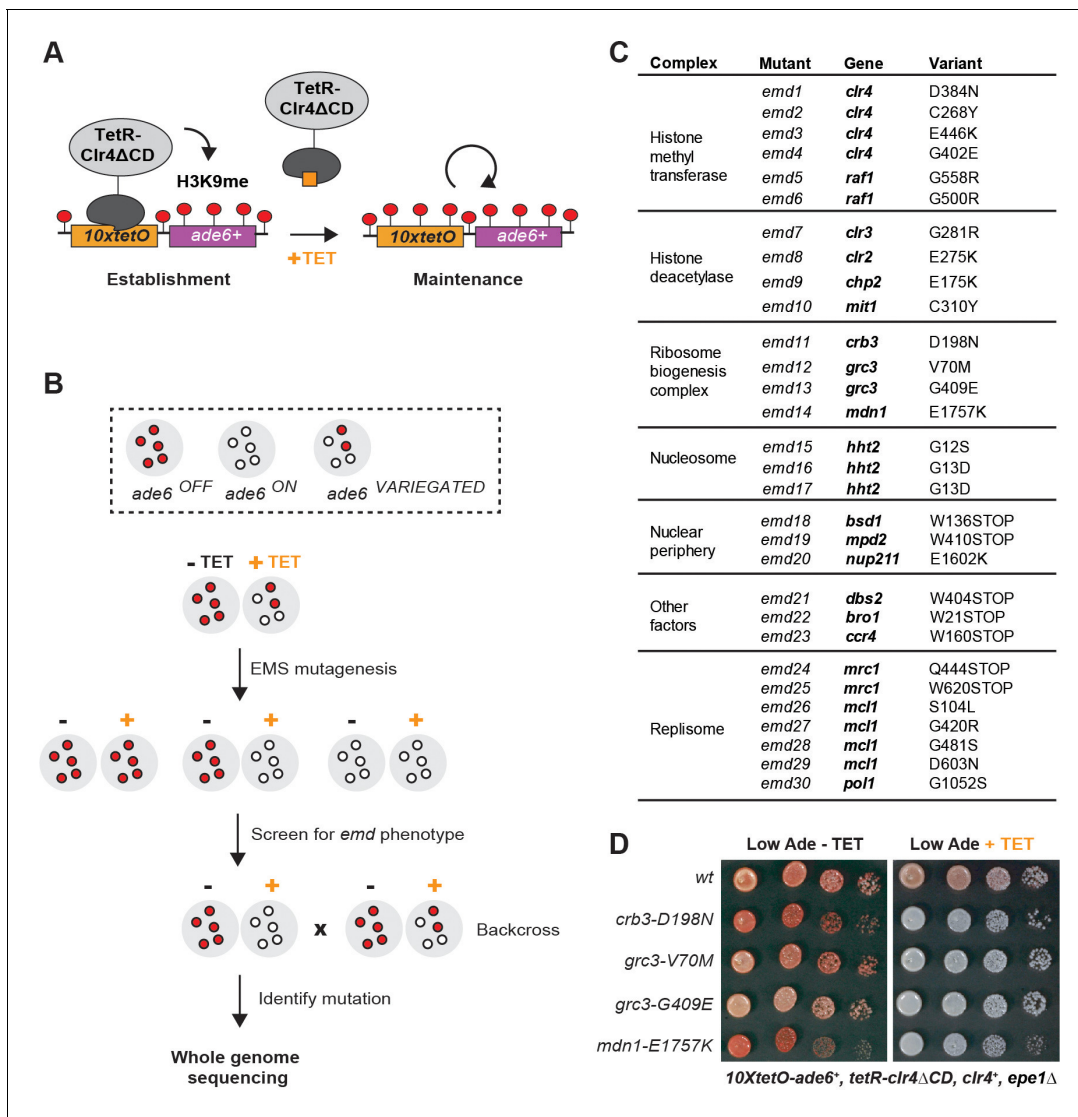 A
TetR-
Clr4ΔCD
TetR-
Clr4ΔCD
H3K9me
10xtetO
ade6+
+TET
10xtetO
ade6+
Establishment
Maintenance
B
ade6 OFF
ade6 ON
ade6 VARIEGATED
- TET + TET
EMS mutagenesis
- + - + - +
Screen for emd phenotype
- + - +
x
Backcross
Identify mutation
Whole genome
sequencing
C
Complex Mutant Gene Variant
Histone
methyl
transferase
emd1 clr4 D384N
emd2 clr4 C268Y
emd3 clr4 E446K
emd4 clr4 G402E
emd5 raf1 G558R
emd6 raf1 G500R
Histone
deacetylase
emd7 clr3 G281R
emd8 clr2 E275K
emd9 chp2 E175K
emd10 mit1 C310Y
Ribosome
biogenesis
complex
emd11 crb3 D198N
emd12 grc3 V70M
emd13 grc3 G409E
emd14 mdn1 E1757K
Nucleosome
emd15 hht2 G12S
emd16 hht2 G13D
emd17 hht2 G13D
Nuclear
periphery
emd18 bsd1 W136STOP
emd19 mpd2 W410STOP
emd20 nup211 E1602K
Other
factors
emd21 dbs2 W404STOP
emd22 bro1 W21STOP
emd23 ccr4 W160STOP
Replisome
emd24 mrc1 Q444STOP
emd25 mrc1 W620STOP
emd26 mcl1 S104L
emd27 mcl1 G420R
emd28 mcl1 G481S
emd29 mcl1 D603N
emd30 pol1 G1052S
D
Low Ade - TET
Low Ade + TET
wt
crb3-D198N
grc3-V70M
grc3-G409E
mdn1-E1757K
10XtetO-ade6+, tetR-clr4ΔCD, clr4+, epe1Δ